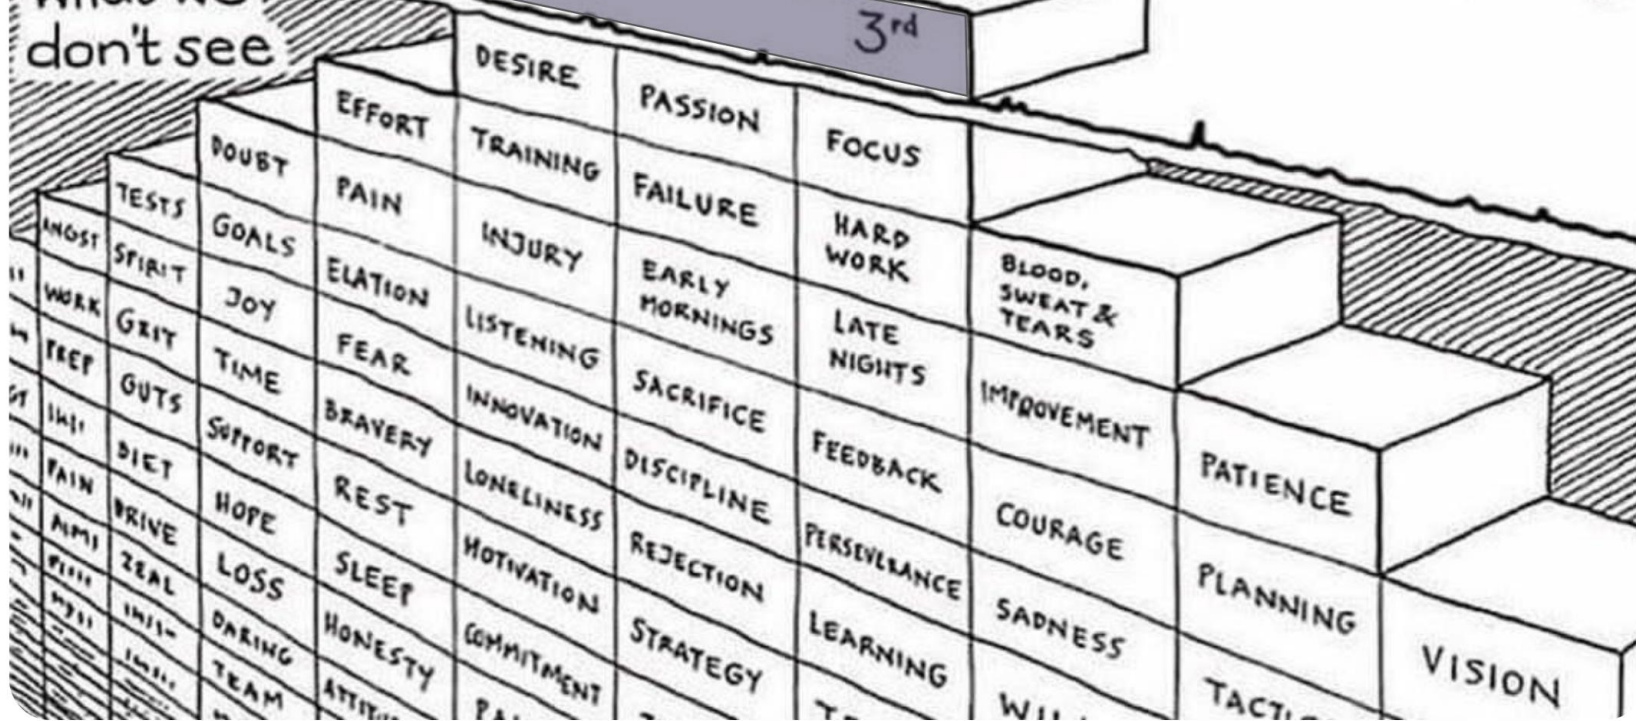 don't see
3rd
DESIRE
PASSION
FOCUS
EFFORT
TRAINING
FAILURE
HARD
WORK
BLOOD,
SWEAT &
TEARS
DOUBT
PAIN
INJURY
EARLY
MORNINGS
LATE
NIGHTS
IMPROVEMENT
PATIENCE
TESTS
GOALS
ELATION
LISTENING
SACRIFICE
FEEDBACK
COURAGE
PLANNING
VISION
ANGST
SPIRIT
JOY
FEAR
INNOVATION
DISCIPLINE
PERSEVERANCE
SADNESS
WORK
GRIT
TIME
BRAVERY
LONELINESS
REJECTION
LEARNING
PREP
GUTS
SUPPORT
REST
MOTIVATION
STRATEGY
DIET
HOPE
SLEEP
COMMITMENT
PAIN
DRIVE
LOSS
HONESTY
ZEAL
DARING
TEAM